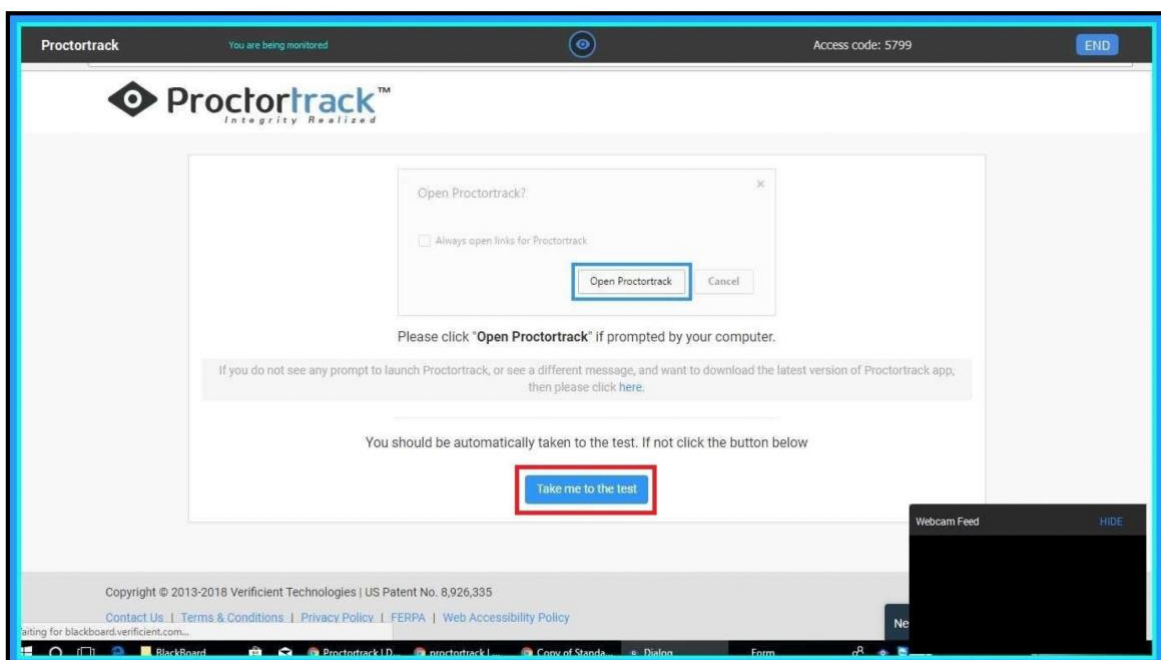 Proctortrack You are being monitored Access code: 5799 END
Proctortrack™
Integrity Realized
Open Proctortrack? ×
Always open links for Proctortrack
Open Proctortrack Cancel
Please click "Open Proctortrack" if prompted by your computer.
If you do not see any prompt to launch Proctortrack, or see a different message, and want to download the latest version of Proctortrack app,
then please click here.
You should be automatically taken to the test. If not click the button below
Take me to the test
Webcam Feed HIDE
Copyright © 2013-2018 Verificient Technologies | US Patent No. 8,926,335
Contact Us | Terms & Conditions | Privacy Policy | FERPA | Web Accessibility Policy
Ne
aiting for blackboard.verificient.com...
BlackBoard Proctortrack | D... proctortrack | ... Copy of Standa... Dialog Form